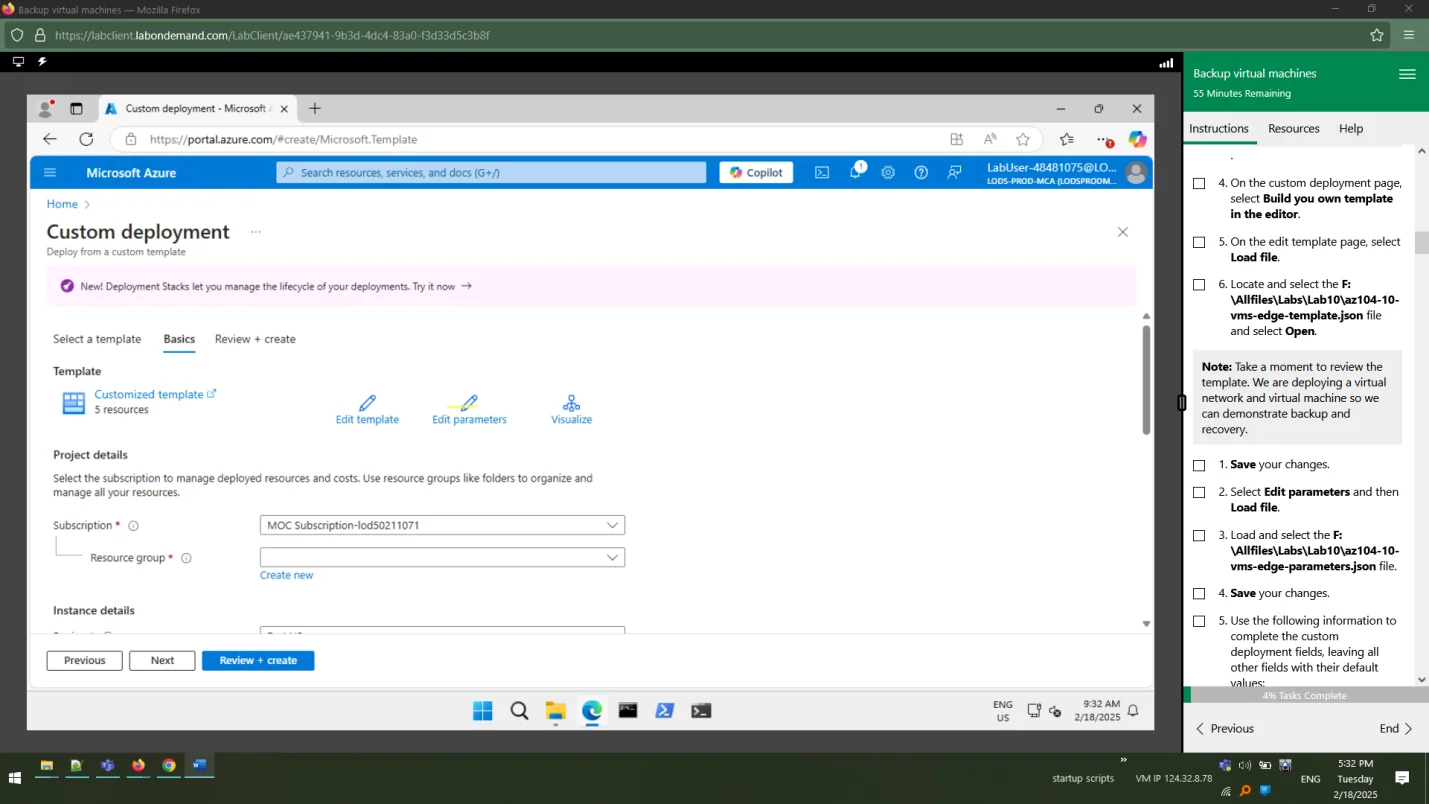 Backup virtual machines — Mozilla Firefox
https://labclient.labondemand.com/LabClient/ae437941-9b3d-4dc4-83a0-f3d33d5c3b8f
Custom deployment - Microsoft A
https://portal.azure.com/#create/Microsoft.Template
Microsoft Azure
Search resources, services, and docs (G+/)
Copilot
1
LabUser-48481075@LO...
LODS-PROD-MCA (LODSPRODM...
Home
Custom deployment
...
Deploy from a custom template
New! Deployment Stacks let you manage the lifecycle of your deployments. Try it now →
Select a template
Basics
Review + create
Template
Customized template
5 resources
Edit template
Edit parameters
Visualize
Project details
Select the subscription to manage deployed resources and costs. Use resource groups like folders to organize and
manage all your resources.
Subscription *
MOC Subscription-lod50211071
Resource group *
Create new
Instance details
Previous
Next
Review + create
ENG
US
9:32 AM
2/18/2025
Backup virtual machines
55 Minutes Remaining
Instructions
Resources
Help
.
4. On the custom deployment page,
select Build you own template
in the editor.
5. On the edit template page, select
Load file.
6. Locate and select the F:
\Allfiles\Labs\Lab10\az104-10-
vms-edge-template.json file
and select Open.
Note: Take a moment to review the
template. We are deploying a virtual
network and virtual machine so we
can demonstrate backup and
recovery.
1. Save your changes.
2. Select Edit parameters and then
Load file.
3. Load and select the F:
\Allfiles\Labs\Lab10\az104-10-
vms-edge-parameters.json file.
4. Save your changes.
5. Use the following information to
complete the custom
deployment fields, leaving all
other fields with their default
values:
4% Tasks Complete
Previous
End
startup scripts
»
VM IP 124.32.8.78
ENG
5:32 PM
Tuesday
2/18/2025